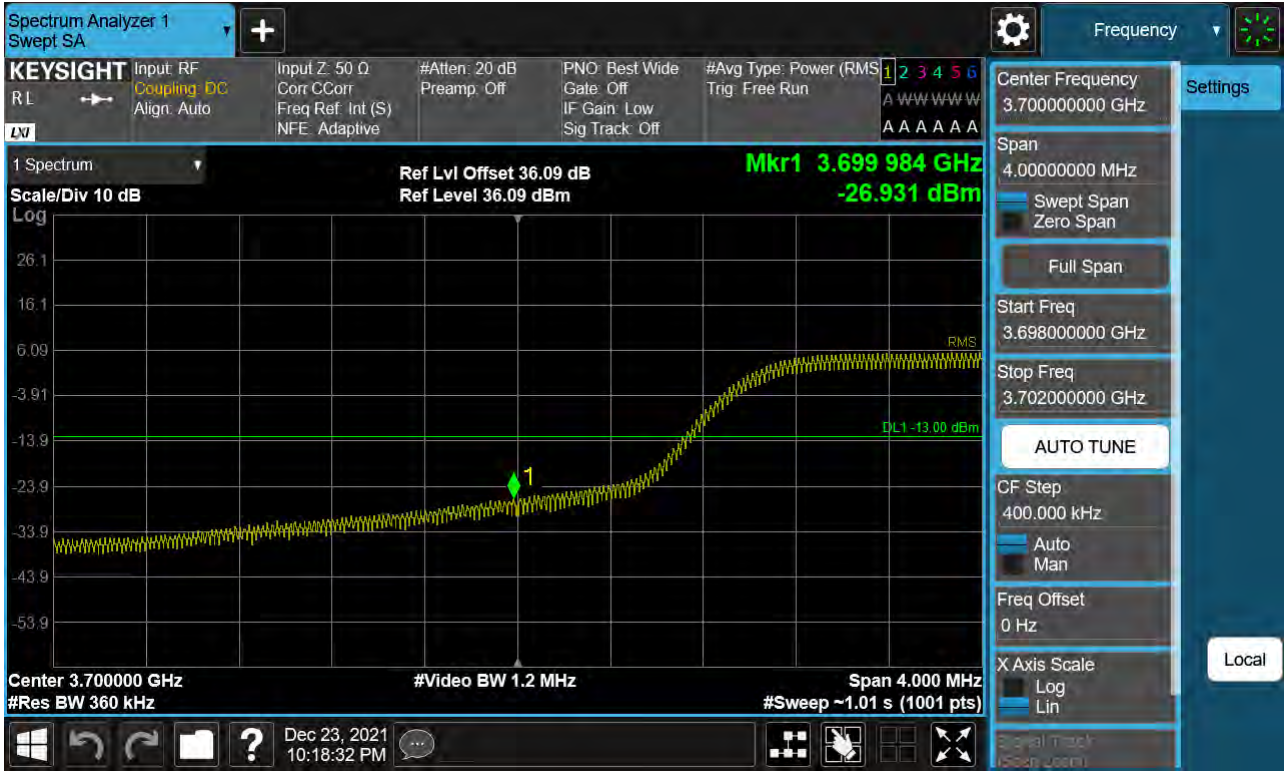 Spectrum Analyzer 1
Swept SA
+
Frequency
KEYSIGHT
RL
LXI
Input: RF
Coupling: DC
Align: Auto
Input Z: 50 Ω
Corr CCorr
Freq Ref: Int (S)
NFE: Adaptive
#Atten: 20 dB
Preamp: Off
PNO: Best Wide
Gate: Off
IF Gain: Low
Sig Track: Off
#Avg Type: Power (RMS
Trig: Free Run
1 2 3 4 5 6
A W W W W W
A A A A A A
1 Spectrum
Scale/Div 10 dB
Log
Ref Lvl Offset 36.09 dB
Ref Level 36.09 dBm
Mkr1 3.699 984 GHz
-26.931 dBm
26.1
16.1
6.09
-3.91
-13.9
-23.9
-33.9
-43.9
-53.9
RMS
DL1 -13.00 dBm
1
Center 3.700000 GHz
#Res BW 360 kHz
#Video BW 1.2 MHz
Span 4.000 MHz
#Sweep ~1.01 s (1001 pts)
Center Frequency
3.700000000 GHz
Span
4.00000000 MHz
Swept Span
Zero Span
Full Span
Start Freq
3.698000000 GHz
Stop Freq
3.702000000 GHz
AUTO TUNE
CF Step
400.000 kHz
Auto
Man
Freq Offset
0 Hz
X Axis Scale
Log
Lin
Signal Track
(Span Zoom)
Settings
Local
?
Dec 23, 2021
10:18:32 PM